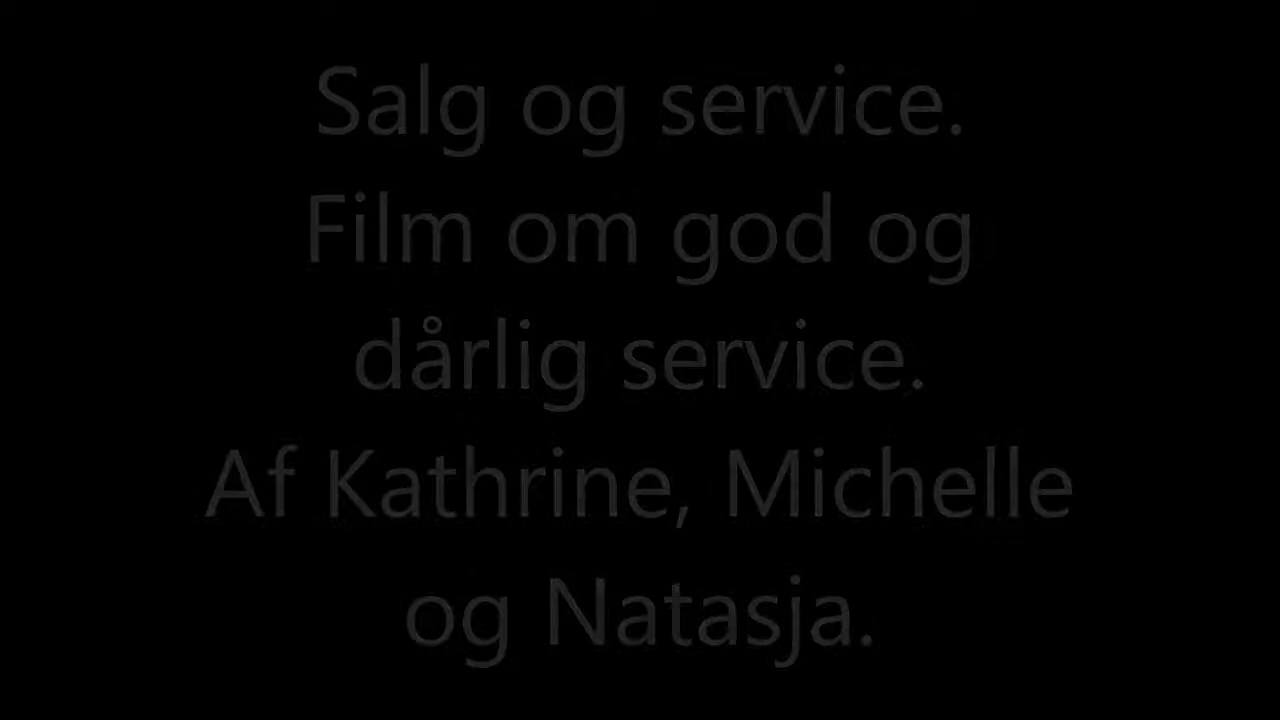 Salg og service.
Film om god og
dårlig service.
Af Kathrine, Michelle
og Natasja.